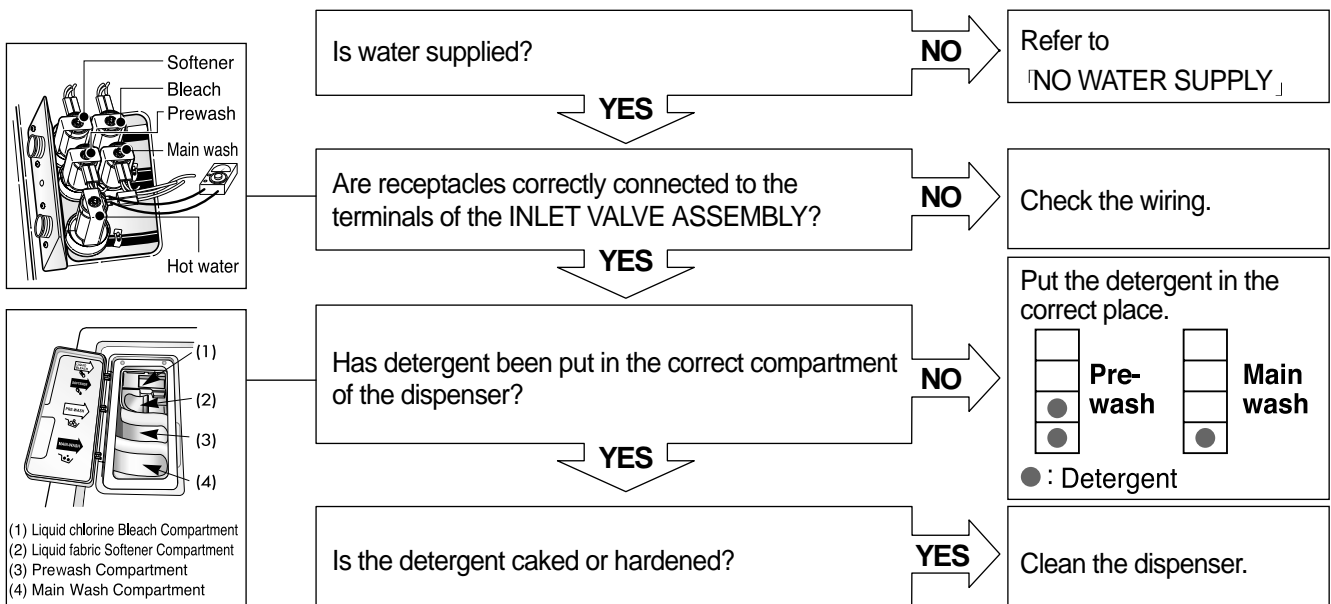 Softener
Bleach
Prewash
Main wash
Hot water
Is water supplied?
NO
Refer to
「NO WATER SUPPLY」
YES
Are receptacles correctly connected to the
terminals of the INLET VALVE ASSEMBLY?
NO
Check the wiring.
YES
(1)
(2)
(3)
(4)
PRE-WASH
(1) Liquid chlorine Bleach Compartment
(2) Liquid fabric Softener Compartment
(3) Prewash Compartment
(4) Main Wash Compartment
Has detergent been put in the correct compartment
of the dispenser?
NO
Put the detergent in the
correct place.
Pre-
wash
Main
wash
: Detergent
YES
Is the detergent caked or hardened?
YES
Clean the dispenser.